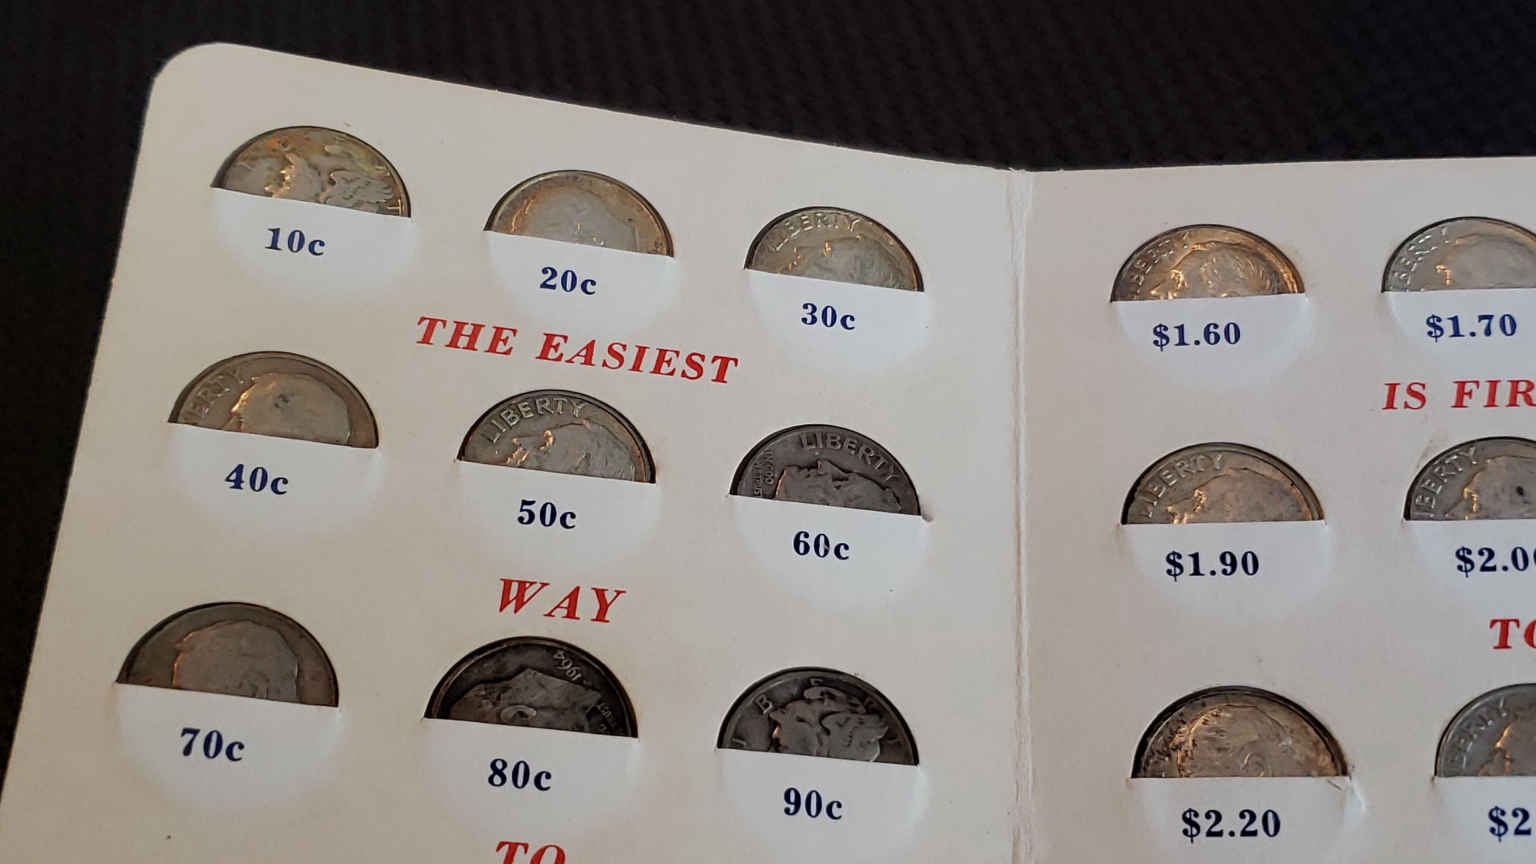 10c 20c 30c
THE EASIEST
40c 50c 60c
LIBERTY
LIBERTY
LIBERTY
WAY
70c 80c 90c
1964
TO
$1.60 $1.70
IS FIR
$1.90 $2.0
LIBERTY
$2.20 $2